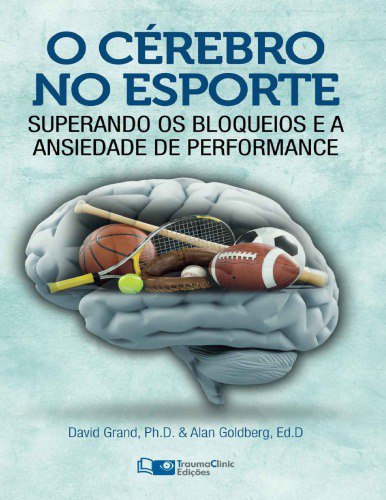 O CÉREBRO
NO ESPORTE
SUPERANDO OS BLOQUEIOS E A
ANSIEDADE DE PERFORMANCE
David Grand, Ph.D. & Alan Goldberg, Ed.D
TraumaClinic
Edições